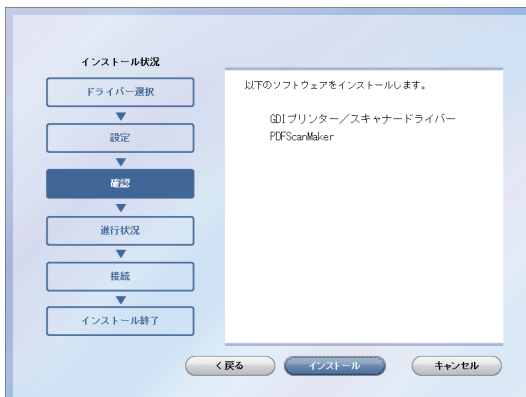 インストール状況
ドライバー選択
設定
確認
進行状況
接続
インストール終了
以下のソフトウェアをインストールします。
GDIプリンター／スキャナードライバー
PDFScanMaker
< 戻る
インストール
キャンセル